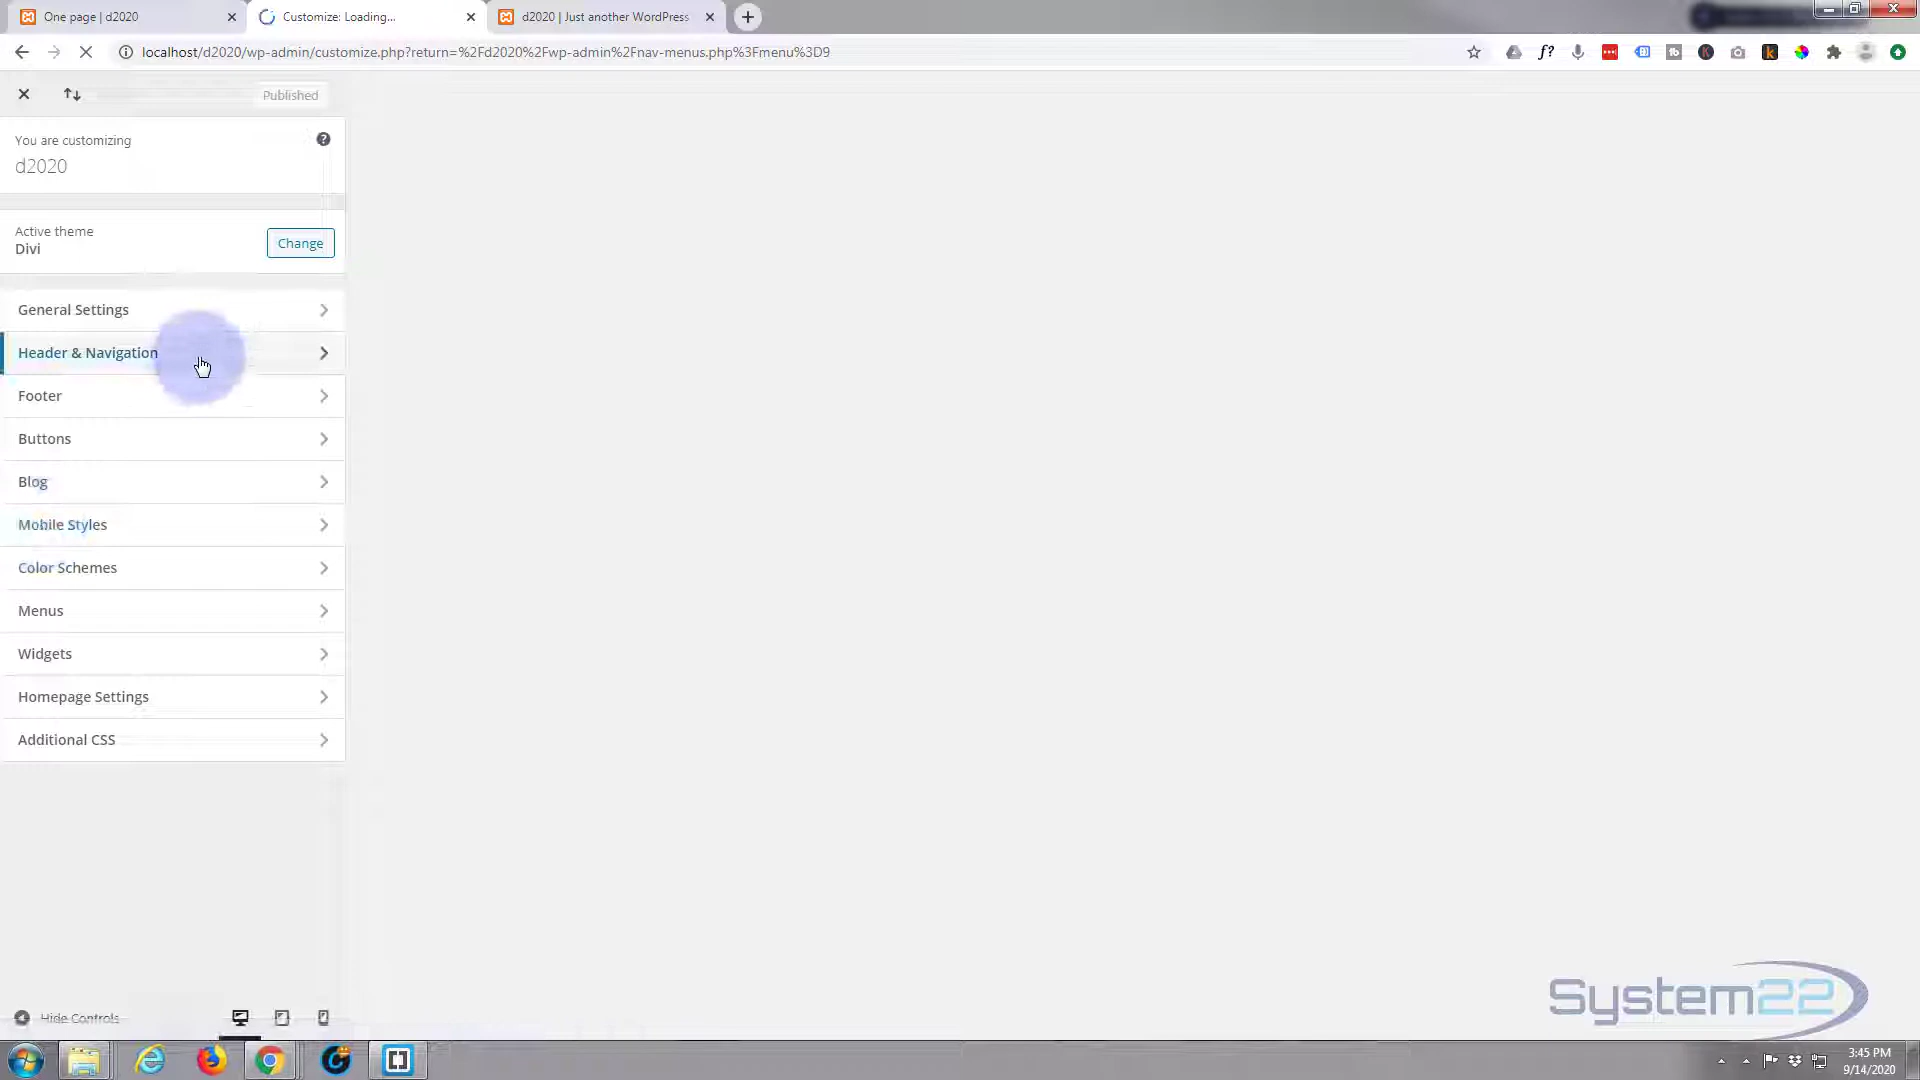 One page | d2020
Customize: Loading...
d2020 | Just another WordPress
localhost/d2020/wp-admin/customize.php?return=%2Fd2020%2Fwp-admin%2Fnav-menus.php%3Fmenu%3D9
Published
You are customizing
d2020
Active theme
Divi
Change
General Settings
Header & Navigation
Footer
Buttons
Blog
Mobile Styles
Color Schemes
Menus
Widgets
Homepage Settings
Additional CSS
Hide Controls
System22
3:45 PM
9/14/2020